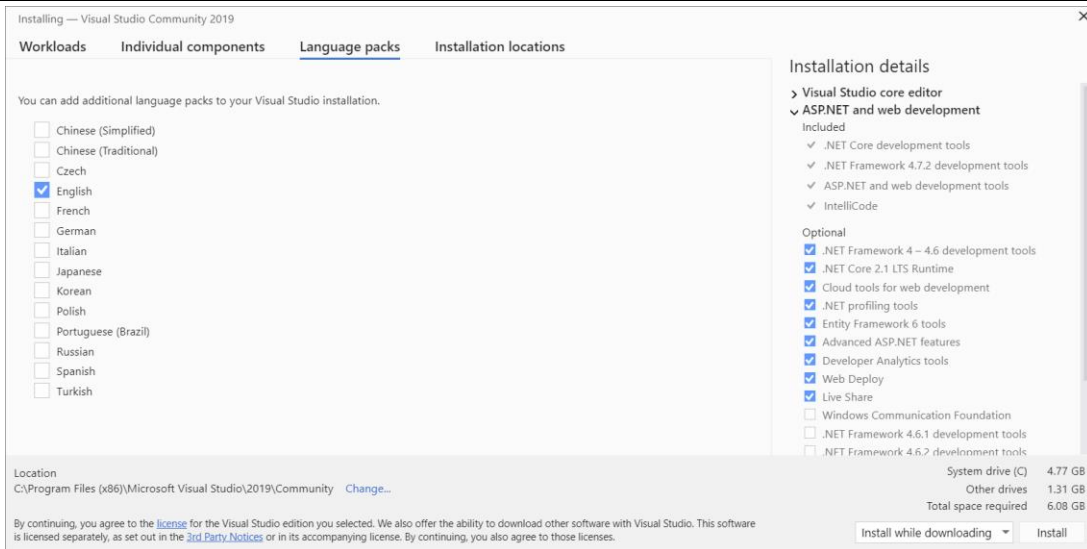 Installing — Visual Studio Community 2019
Workloads Individual components Language packs Installation locations
You can add additional language packs to your Visual Studio installation.
Chinese (Simplified)
Chinese (Traditional)
Czech
English
French
German
Italian
Japanese
Korean
Polish
Portuguese (Brazil)
Russian
Spanish
Turkish
Installation details
Visual Studio core editor
ASP.NET and web development
Included
.NET Core development tools
.NET Framework 4.7.2 development tools
ASP.NET and web development tools
IntelliCode
Optional
.NET Framework 4 – 4.6 development tools
.NET Core 2.1 LTS Runtime
Cloud tools for web development
.NET profiling tools
Entity Framework 6 tools
Advanced ASP.NET features
Developer Analytics tools
Web Deploy
Live Share
Windows Communication Foundation
.NET Framework 4.6.1 development tools
.NET Framework 4.6.2 development tools
Location
C:\Program Files (x86)\Microsoft Visual Studio\2019\Community Change...
System drive (C) 4.77 GB
Other drives 1.31 GB
Total space required 6.08 GB
By continuing, you agree to the license for the Visual Studio edition you selected. We also offer the ability to download other software with Visual Studio. This software
is licensed separately, as set out in the 3rd Party Notices or in its accompanying license. By continuing, you also agree to those licenses.
Install while downloading Install